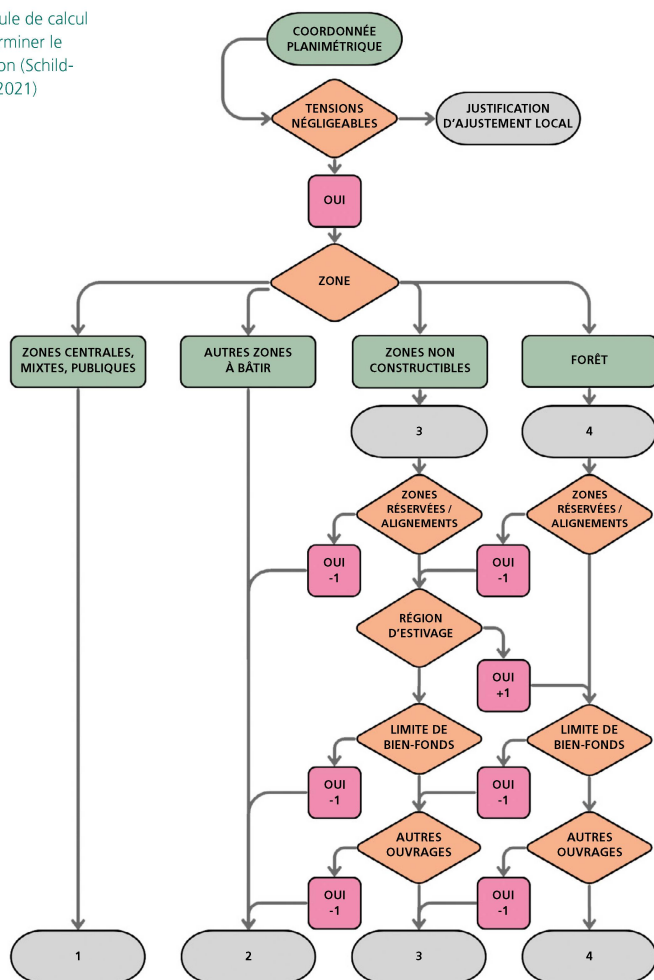 ule de calcul
rminer le
on (Schild-
2021)
COORDONNÉE
PLANIMÉTRIQUE
TENSIONS
NÉGLIGEABLES
JUSTIFICATION
D'AJUSTEMENT LOCAL
OUI
ZONE
ZONES CENTRALES,
MIXTES, PUBLIQUES
AUTRES ZONES
À BÂTIR
ZONES NON
CONSTRUCTIBLES
FORÊT
3
4
ZONES
RÉSERVÉES /
ALIGNEMENTS
ZONES
RÉSERVÉES /
ALIGNEMENTS
OUI
-1
OUI
-1
RÉGION
D'ESTIVAGE
OUI
+1
LIMITE DE
BIEN-FONDS
LIMITE DE
BIEN-FONDS
OUI
-1
OUI
-1
AUTRES
OUVRAGES
AUTRES
OUVRAGES
OUI
-1
OUI
-1
1
2
3
4